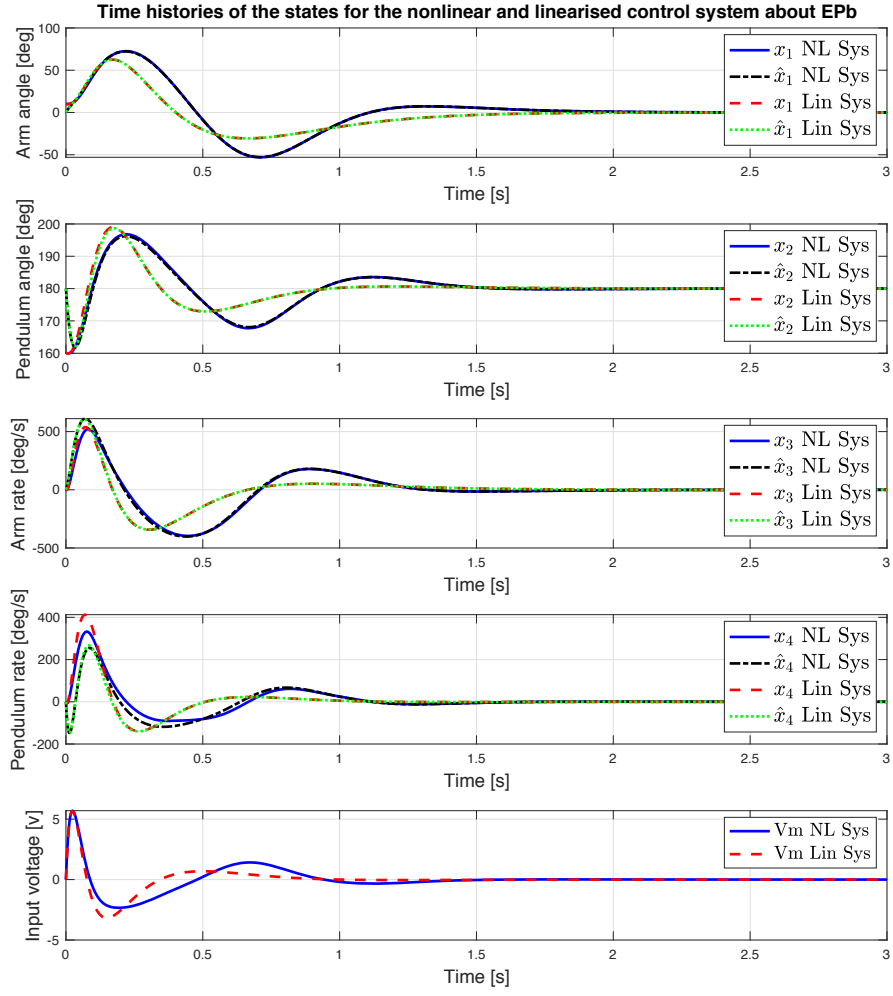 Time histories of the states for the nonlinear and linearised control system about EPb
Arm angle [deg]
100
50
0
-50
x₁ NL Sys
x̂₁ NL Sys
x₁ Lin Sys
x̂₁ Lin Sys
0 0.5 1 1.5 2 2.5 3
Time [s]
Pendulum angle [deg]
200
190
180
170
160
x₂ NL Sys
x̂₂ NL Sys
x₂ Lin Sys
x̂₂ Lin Sys
0 0.5 1 1.5 2 2.5 3
Time [s]
Arm rate [deg/s]
500
0
-500
x₃ NL Sys
x̂₃ NL Sys
x₃ Lin Sys
x̂₃ Lin Sys
0 0.5 1 1.5 2 2.5 3
Time [s]
Pendulum rate [deg/s]
400
200
0
-200
x₄ NL Sys
x̂₄ NL Sys
x₄ Lin Sys
x̂₄ Lin Sys
0 0.5 1 1.5 2 2.5 3
Time [s]
Input voltage [v]
5
0
-5
Vm NL Sys
Vm Lin Sys
0 0.5 1 1.5 2 2.5 3
Time [s]